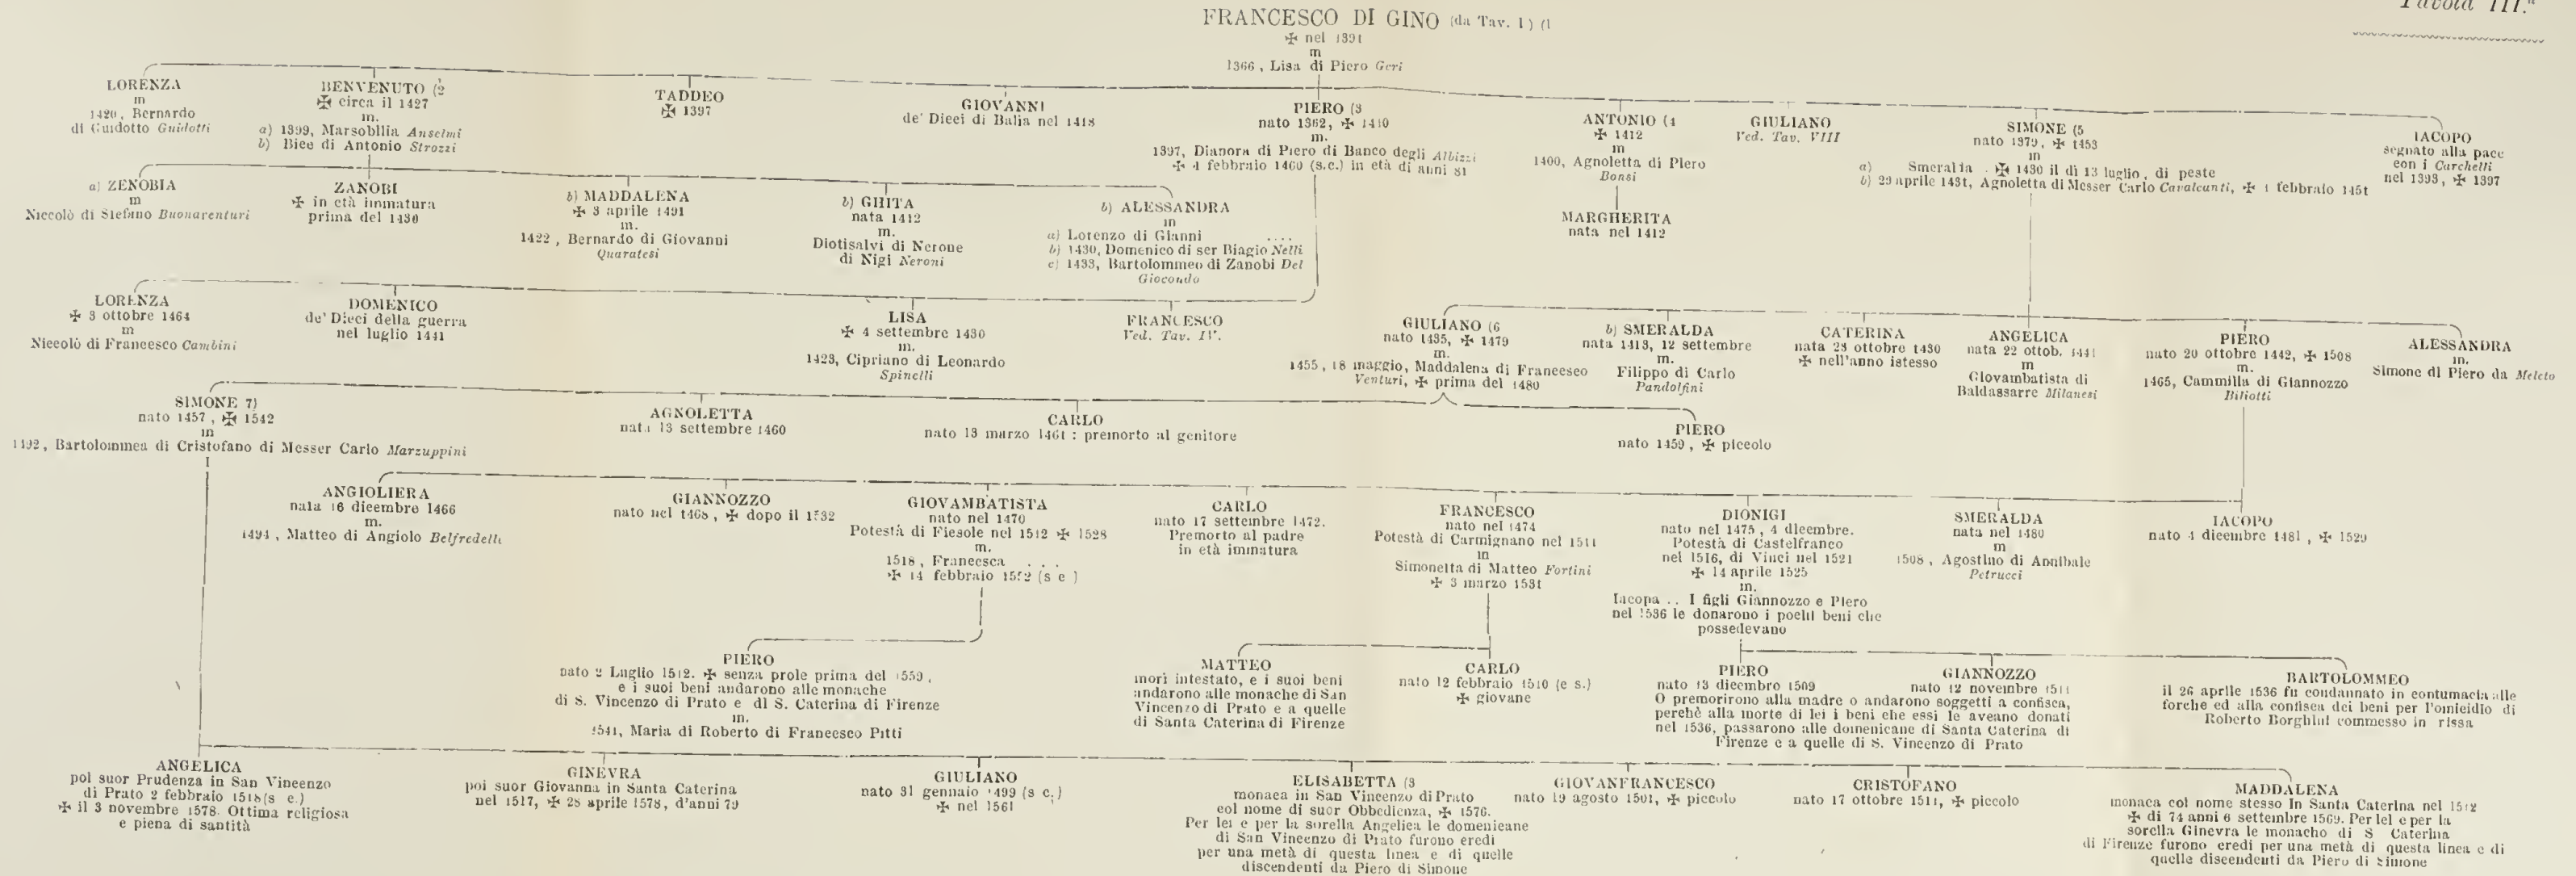 Tavola III.ª
FRANCESCO DI GINO (da Tav. I) (1
✠ nel 1391
m
1366, Lisa di Piero Geri
LORENZA
m
1420, Bernardo
di Guidotto Guidotti
BENVENUTO (2
✠ circa il 1427
m.
a) 1399, Marsobilia Anselmi
b) Bice di Antonio Strozzi
TADDEO
✠ 1397
GIOVANNI
de' Dieci di Balia nel 1418
PIERO (3
nato 1362, ✠ 1410
m.
1397, Dianora di Piero di Banco degli Albizzi
✠ 4 febbraio 1460 (s.c.) in età di anni 81
ANTONIO (4
✠ 1412
m
1400, Agnoletta di Piero
Bonsi
GIULIANO
Ved. Tav. VIII
SIMONE (5
nato 1379, ✠ 1453
m
a) Smeralda . ✠ 1430 il dì 13 luglio, di peste
b) 29 aprile 1431, Agnoletta di Messer Carlo Cavalcanti, ✠ 1 febbraio 1451
IACOPO
segnato alla pace
con i Carchelli
nel 1393, ✠ 1397
a) ZENOBIA
m
Niccolò di Stefano Buonarenturi
ZANOBI
✠ in età immatura
prima del 1430
b) MADDALENA
✠ 3 aprile 1491
m.
1422, Bernardo di Giovanni
Quaratesi
b) GHITA
nata 1412
m.
Diotisalvi di Nerone
di Nigi Neroni
b) ALESSANDRA
m
a) Lorenzo di Gianni ....
b) 1430, Domenico di ser Biagio Nelli
c) 1433, Bartolommeo di Zanobi Del
Giocondo
MARGHERITA
nata nel 1412
LORENZA
✠ 3 ottobre 1464
m
Niccolò di Francesco Cambini
DOMENICO
de' Dieci della guerra
nel luglio 1441
LISA
✠ 4 settembre 1430
m.
1423, Cipriano di Leonardo
Spinelli
FRANCESCO
Ved. Tav. IV.
GIULIANO (6
nato 1435, ✠ 1479
m.
1455, 18 maggio, Maddalena di Francesco
Venturi, ✠ prima del 1480
b) SMERALDA
nata 1413, 12 settembre
m.
Filippo di Carlo
Pandolfini
CATERINA
nata 23 ottobre 1430
✠ nell'anno istesso
ANGELICA
nata 22 ottob. 1441
m
Giovambatista di
Baldassarre Milanesi
PIERO
nato 20 ottobre 1442, ✠ 1508
m.
1465, Cammilla di Giannozzo
Biliotti
ALESSANDRA
m.
Simone di Piero da Meleto
SIMONE 7)
nato 1457, ✠ 1542
m
1492, Bartolommea di Cristofano di Messer Carlo Marzuppini
AGNOLETTA
nata 13 settembre 1460
CARLO
nato 13 marzo 1461 : premorto al genitore
PIERO
nato 1459, ✠ piccolo
ANGIOLIERA
nata 16 dicembre 1466
m.
1494, Matteo di Angiolo Belfredelli
GIANNOZZO
nato nel 1468, ✠ dopo il 1532
GIOVAMBATISTA
nato nel 1470
Potestà di Fiesole nel 1512 ✠ 1528
m.
1518, Francesca . . .
✠ 14 febbraio (s c )
CARLO
nato 17 settembre 1472.
Premorto al padre
in età immatura
FRANCESCO
nato nel 1474
Potestà di Carmignano nel 1511
m
Simonetta di Matteo Fortini
✠ 3 marzo 1531
DIONIGI
nato nel 1475, 4 dicembre.
Potestà di Castelfranco
nel 1516, di Vinci nel 1521
✠ 14 aprile 1525
m.
Iacopa .. I figli Giannozzo e Piero
nel 1536 le donarono i pochi beni che
possedevano
SMERALDA
nata nel 1480
m
1508, Agostino di Annibale
Petrucci
IACOPO
nato 4 dicembre 1481, ✠ 1529
PIERO
nato 2 Luglio 1512. ✠ senza prole prima del 1559,
e i suoi beni andarono alle monache
di S. Vincenzo di Prato e di S. Caterina di Firenze
m.
1541, Maria di Roberto di Francesco Pitti
MATTEO
morì intestato, e i suoi beni
andarono alle monache di San
Vincenzo di Prato e a quelle
di Santa Caterina di Firenze
CARLO
nato 12 febbraio 1510 (e s.)
✠ giovane
PIERO
nato 13 dicembro 1509
GIANNOZZO
nato 12 novembre 1511
O premorirono alla madre o andarono soggetti a confisca,
perchè alla morte di lei i beni che essi le aveano donati
nel 1536, passarono alle domenicane di Santa Caterina di
Firenze e a quelle di S. Vincenzo di Prato
BARTOLOMMEO
il 26 aprile 1536 fu condannato in contumacia alle
forche ed alla confisca dei beni per l'omicidio di
Roberto Borghini commesso in rissa
ANGELICA
poi suor Prudenza in San Vincenzo
di Prato 2 febbraio 1518 (s c.)
✠ il 3 novembre 1578. Ottima religiosa
e piena di santità
GINEVRA
poi suor Giovanna in Santa Caterina
nel 1517, ✠ 28 aprile 1578, d'anni 79
GIULIANO
nato 31 gennaio 1499 (s c.)
✠ nel 1561
ELISABETTA (8
monaca in San Vincenzo di Prato
col nome di suor Obbedienza, ✠ 1576.
Per lei e per la sorella Angelica le domenicane
di San Vincenzo di Prato furono eredi
per una metà di questa linea e di quelle
discendenti da Piero di Simone
GIOVANFRANCESCO
nato 19 agosto 1501, ✠ piccolo
CRISTOFANO
nato 17 ottobre 1511, ✠ piccolo
MADDALENA
monaca col nome stesso in Santa Caterina nel 1512
✠ di 74 anni 6 settembre 1569. Per lei e per la
sorella Ginevra le monacho di S Caterina
di Firenze furono eredi per una metà di questa linea e di
quelle discendenti da Piero di Simone